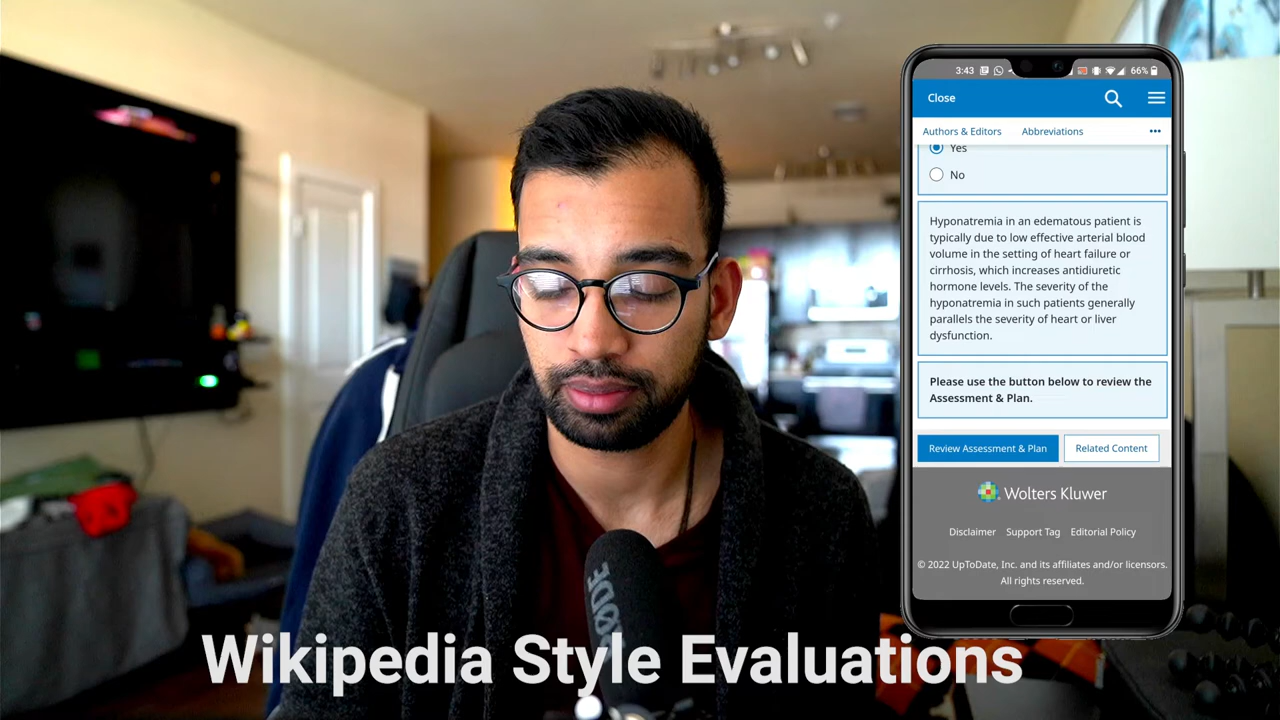 3:43
66%
Close
Authors & Editors Abbreviations
Yes
No
Hyponatremia in an edematous patient is
typically due to low effective arterial blood
volume in the setting of heart failure or
cirrhosis, which increases antidiuretic
hormone levels. The severity of the
hyponatremia in such patients generally
parallels the severity of heart or liver
dysfunction.
Please use the button below to review the
Assessment & Plan.
Review Assessment & Plan
Related Content
Wolters Kluwer
Disclaimer Support Tag Editorial Policy
© 2022 UpToDate, Inc. and its affiliates and/or licensors.
All rights reserved.
RØDE
Wikipedia Style Evaluations